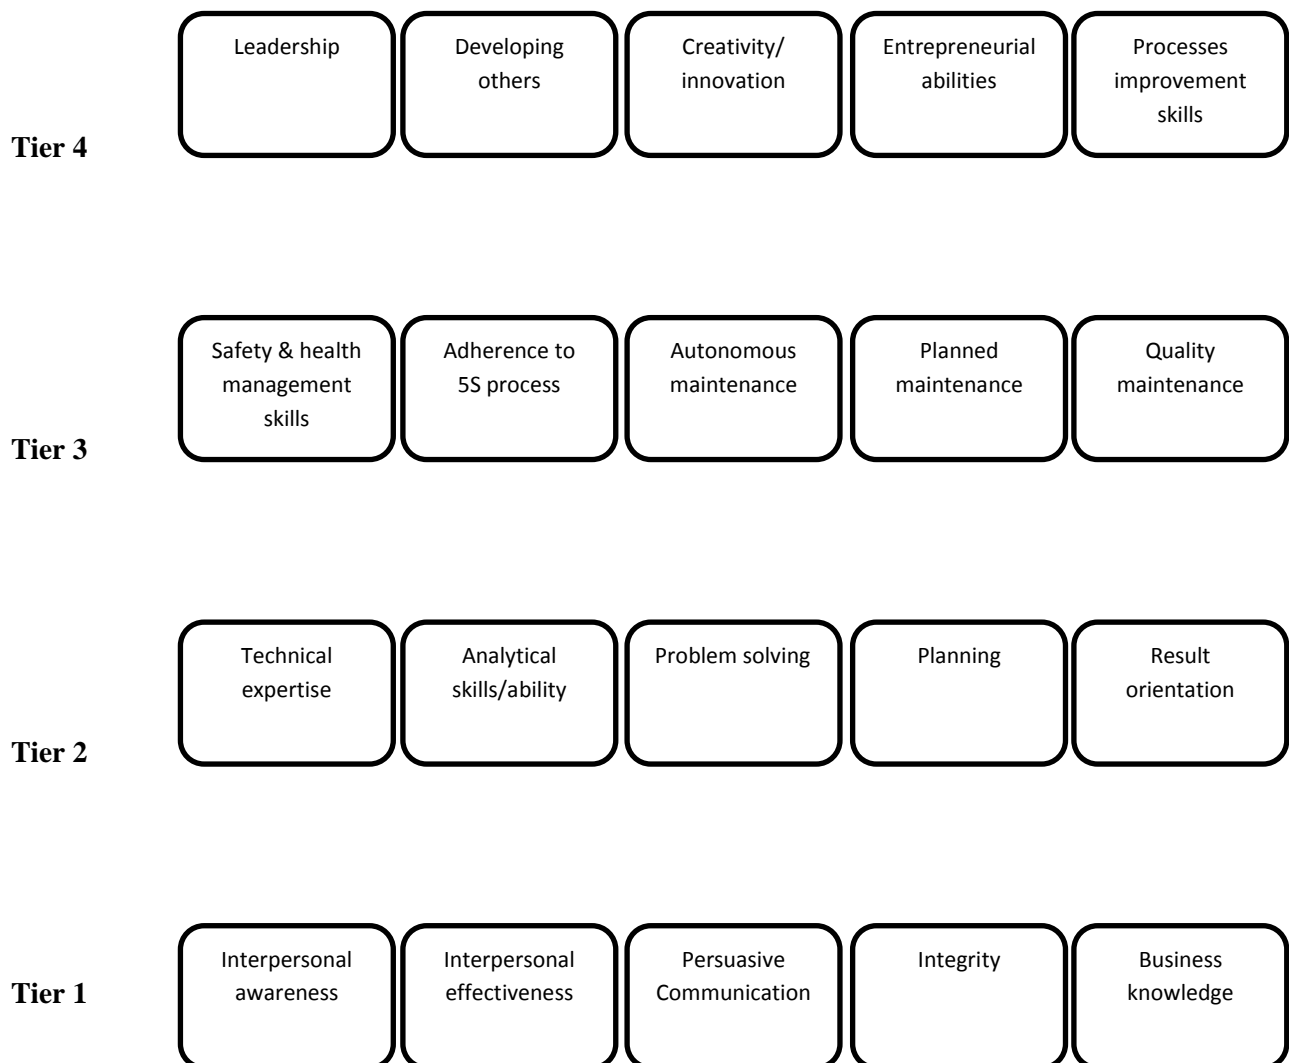 Leadership
Developing
others
Creativity/
innovation
Entrepreneurial
abilities
Processes
improvement
skills
Tier 4
Safety & health
management
skills
Adherence to
5S process
Autonomous
maintenance
Planned
maintenance
Quality
maintenance
Tier 3
Technical
expertise
Analytical
skills/ability
Problem solving
Planning
Result
orientation
Tier 2
Interpersonal
awareness
Interpersonal
effectiveness
Persuasive
Communication
Integrity
Business
knowledge
Tier 1